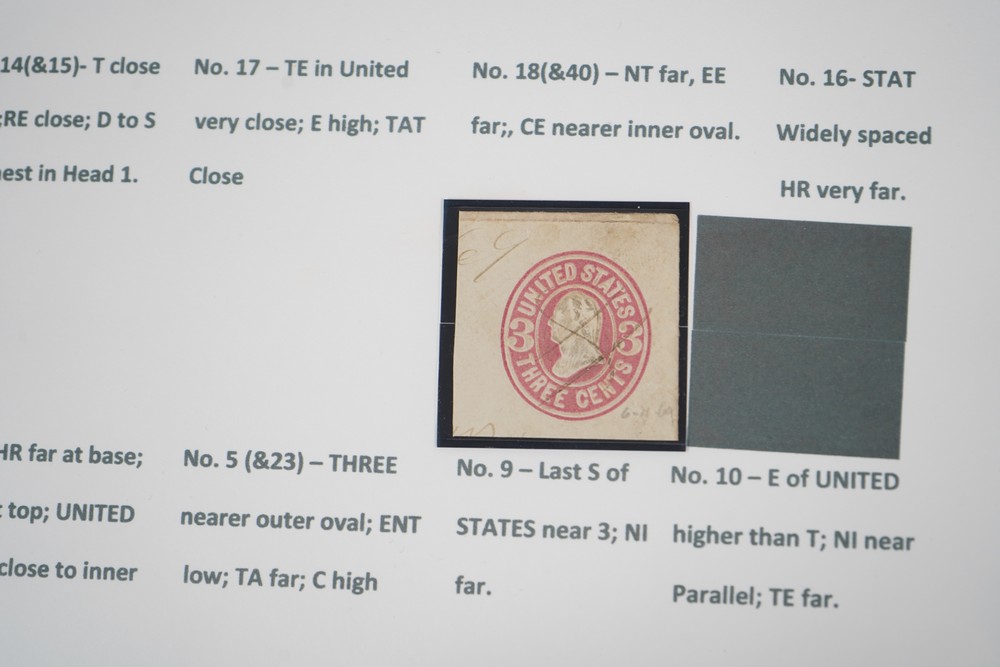 14(&15)- T close
;RE close; D to S
est in Head 1.
No. 17 – TE in United
very close; E high; TAT
Close
No. 18(&40) – NT far, EE
far;, CE nearer inner oval.
No. 16- STAT
Widely spaced
HR very far.
UNITED STATES
3 3
THREE CENTS
HR far at base;
top; UNITED
close to inner
No. 5 (&23) – THREE
nearer outer oval; ENT
low; TA far; C high
No. 9 – Last S of
STATES near 3; NI
far.
No. 10 – E of UNITED
higher than T; NI near
Parallel; TE far.